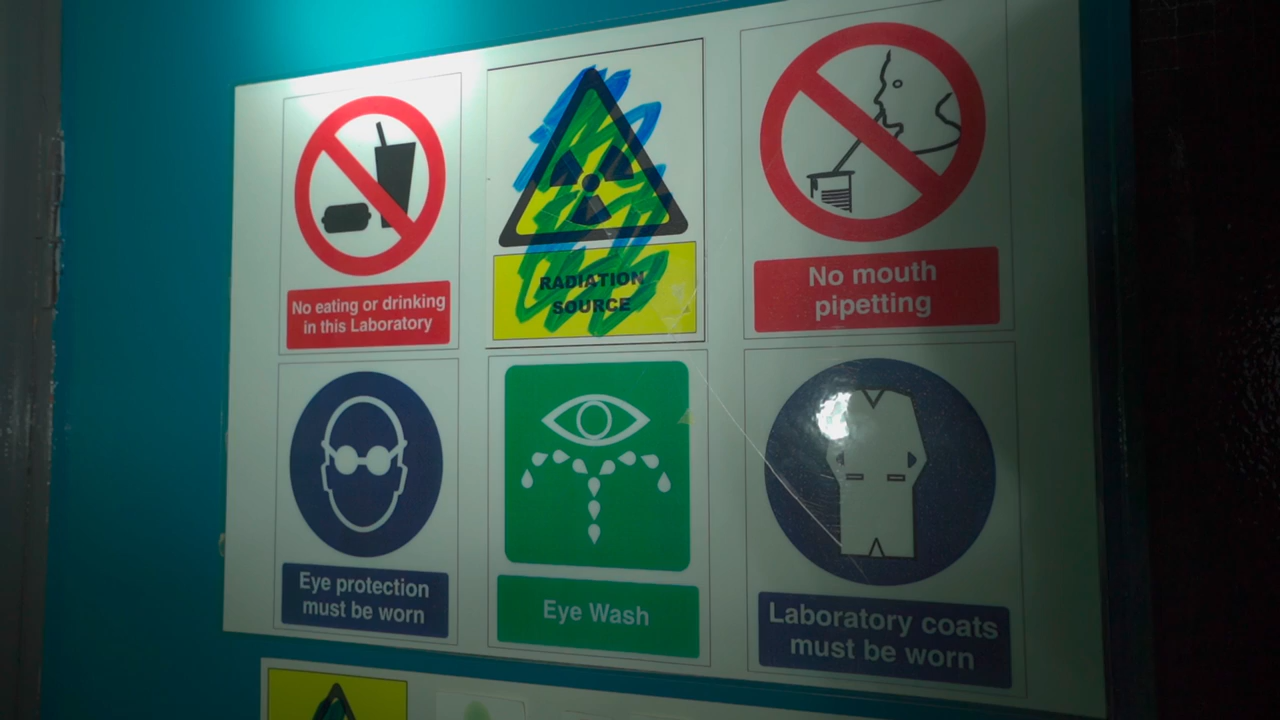 No eating or drinking
in this Laboratory
RADIATION
SOURCE
No mouth
pipetting
Eye protection
must be worn
Eye Wash
Laboratory coats
must be worn